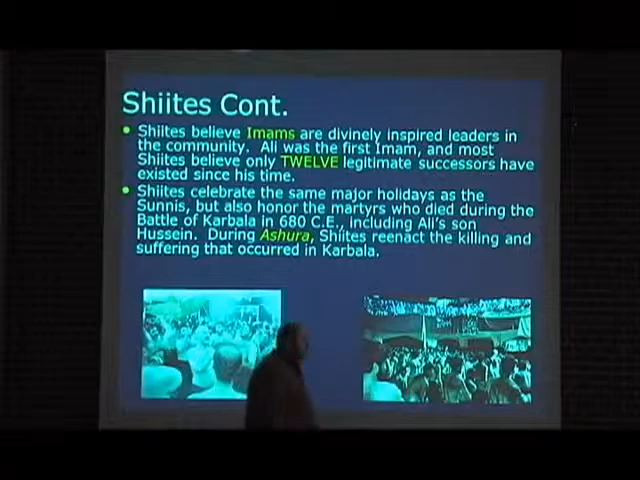 Shiites Cont.
Shiites believe Imams are divinely inspired leaders in
the community. Ali was the first Imam, and most
Shiites believe only TWELVE legitimate successors have
existed since his time.
Shiites celebrate the same major holidays as the
Sunnis, but also honor the martyrs who died during the
Battle of Karbala in 680 C.E., including Ali's son
Hussein. During Ashura, Shiites reenact the killing and
suffering that occurred in Karbala.